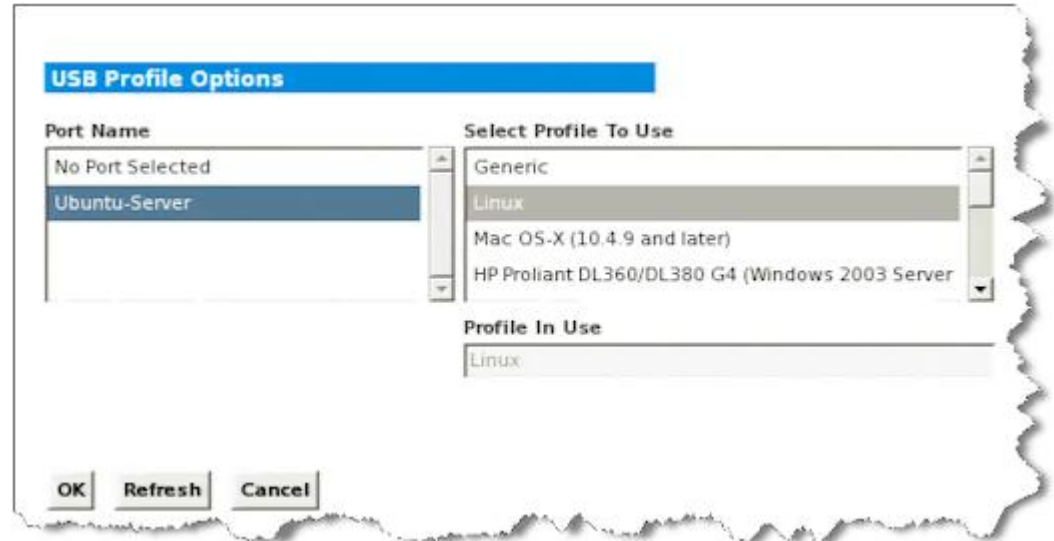 USB Profile Options
Port Name
No Port Selected
Ubuntu-Server
Select Profile To Use
Generic
Linux
Mac OS-X (10.4.9 and later)
HP Proliant DL360/DL380 G4 (Windows 2003 Server
Profile In Use
Linux
OK Refresh Cancel